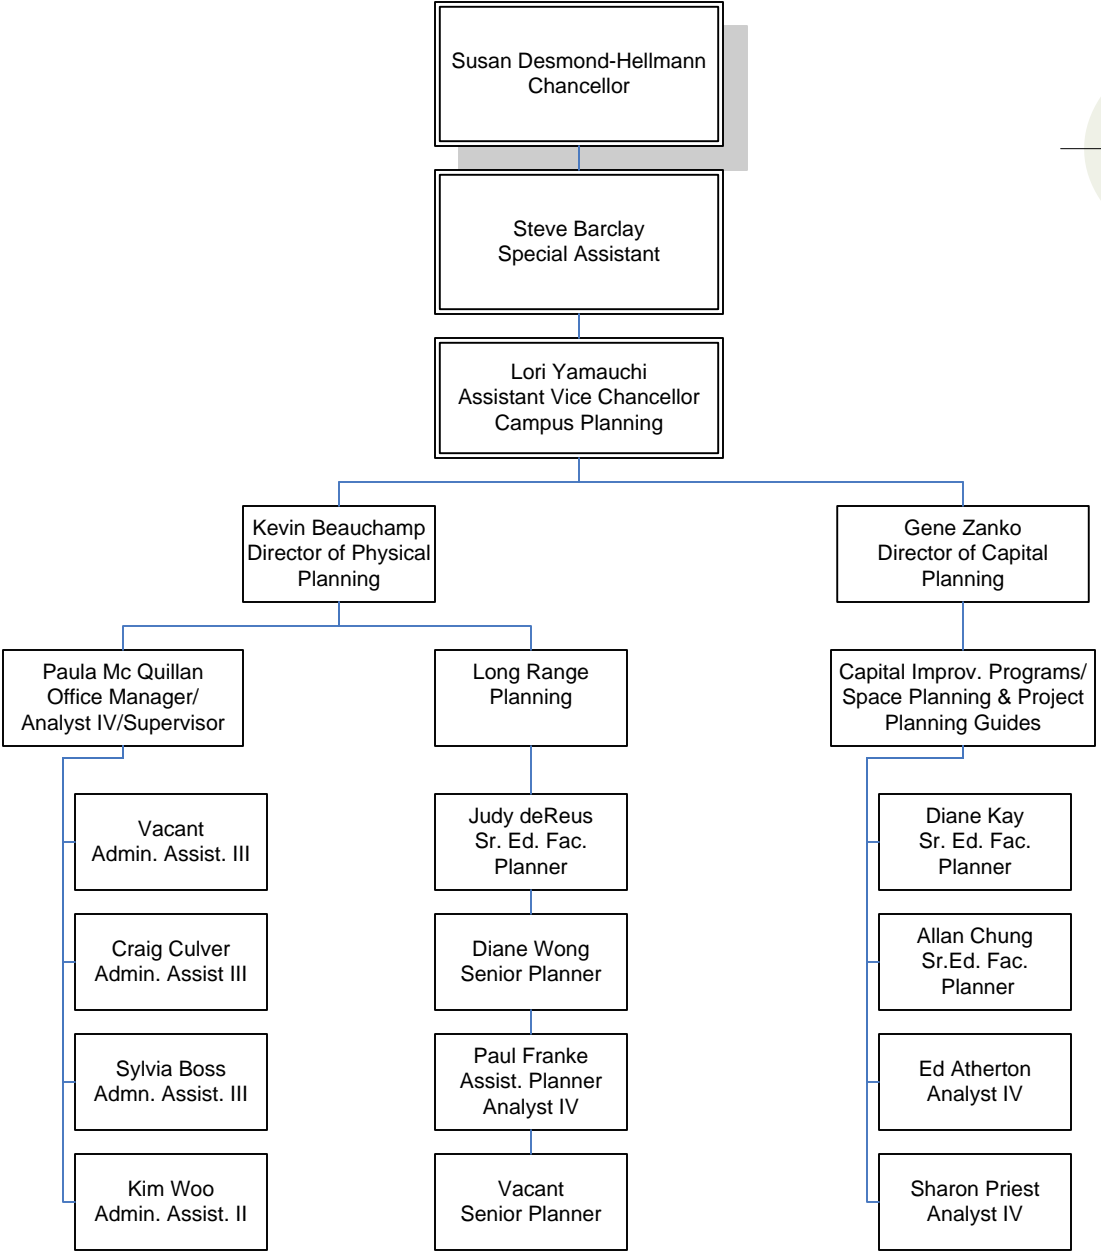 Susan Desmond-Hellmann
Chancellor
Steve Barclay
Special Assistant
Lori Yamauchi
Assistant Vice Chancellor
Campus Planning
Kevin Beauchamp
Director of Physical
Planning
Gene Zanko
Director of Capital
Planning
Paula Mc Quillan
Office Manager/
Analyst IV/Supervisor
Long Range
Planning
Capital Improv. Programs/
Space Planning & Project
Planning Guides
Vacant
Admin. Assist. III
Judy deReus
Sr. Ed. Fac.
Planner
Diane Kay
Sr. Ed. Fac.
Planner
Craig Culver
Admin. Assist III
Diane Wong
Senior Planner
Allan Chung
Sr.Ed. Fac.
Planner
Sylvia Boss
Admn. Assist. III
Paul Franke
Assist. Planner
Analyst IV
Ed Atherton
Analyst IV
Kim Woo
Admin. Assist. II
Vacant
Senior Planner
Sharon Priest
Analyst IV